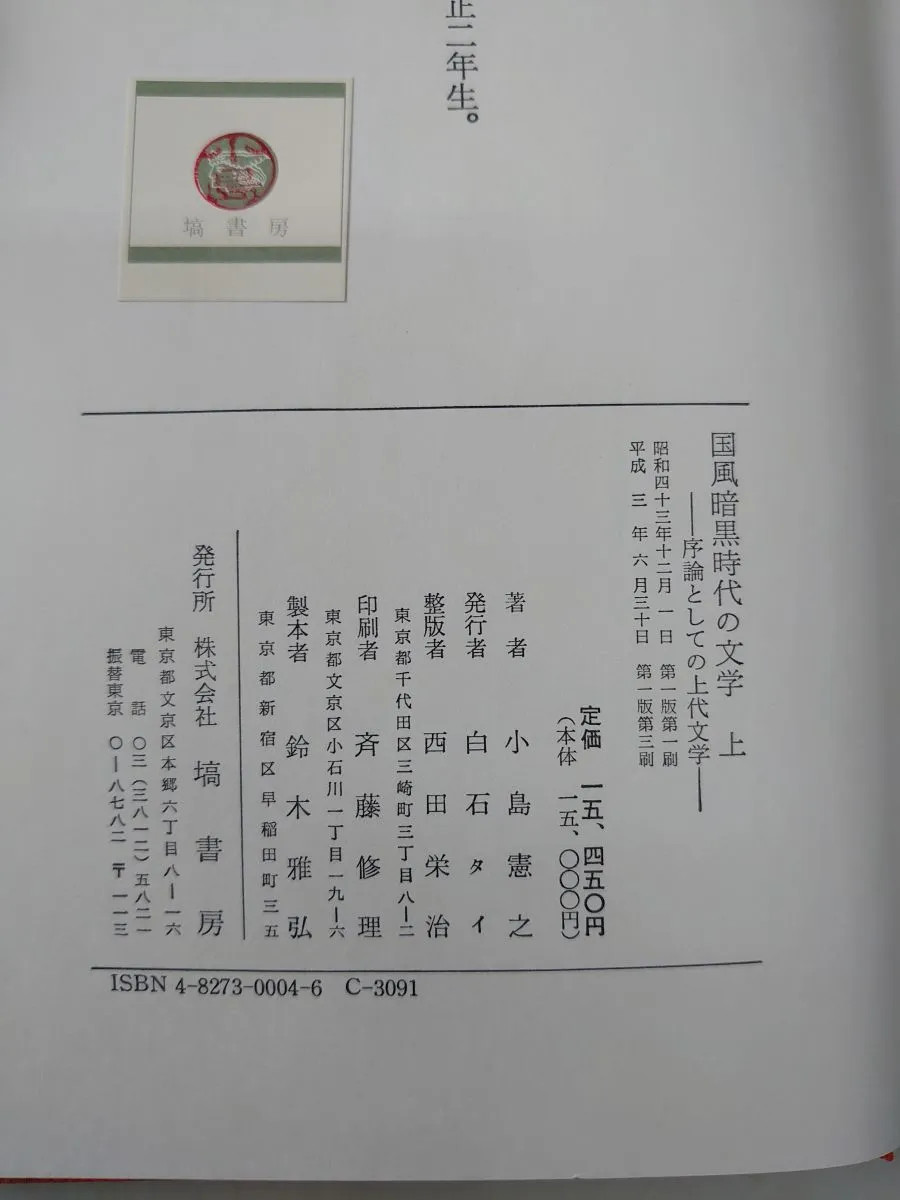 正二年生。
塙書房
国風暗黒時代の文学 上
――序論としての上代文学――
昭和四十三年十二月 一日 第一版第一刷
平成 三 年 六 月三十日 第一版第三刷
定価 一五、四五〇円
（本体 一五、〇〇〇円）
著者 小島憲之
発行者 白石タイ
整版者 西田栄治
東京都千代田区三崎町三丁目八ー二
印刷者 斉藤修理
東京都文京区小石川一丁目一九ー六
製本者 鈴木雅弘
東京都新宿区早稲田町三五
発行所 株式会社 塙書房
東京都文京区本郷六丁目八ー一六
電話 〇三(三八一二)五八二一
振替東京 〇ー八七八二 〒一一三
ISBN 4-8273-0004-6 C-3091